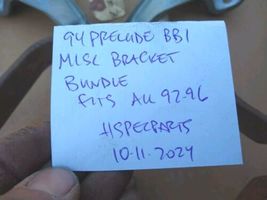 94 PRELUDE BB1
MISC BRACKET
BUNDLE
FITS ALL 92-96
HSPECPARTS
10-11-2024